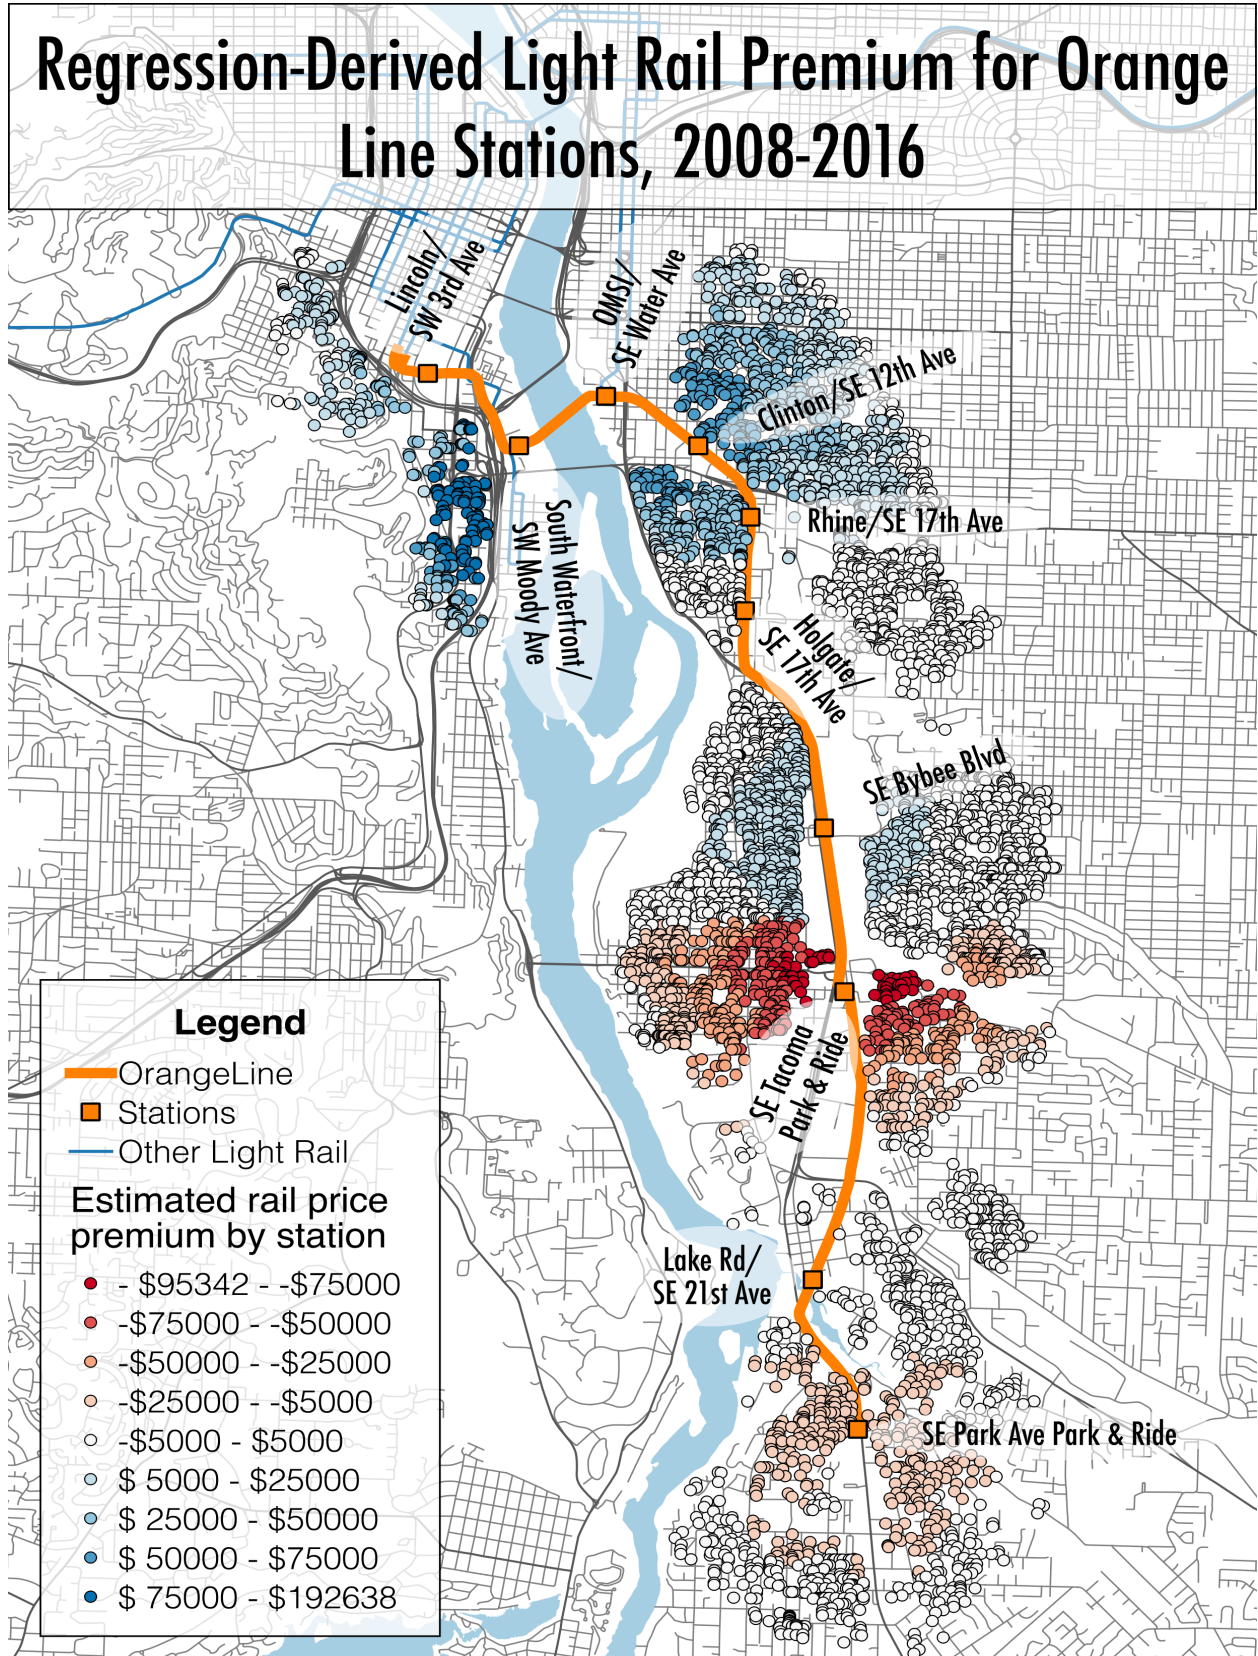 Regression-Derived Light Rail Premium for Orange
Line Stations, 2008-2016
Lincoln/
SW 3rd Ave
OMSI/
SE Water Ave
Clinton/SE 12th Ave
Rhine/SE 17th Ave
South Waterfront/
SW Moody Ave
Holgate/
SE 17th Ave
SE Bybee Blvd
SE Tacoma
Park & Ride
Lake Rd/
SE 21st Ave
SE Park Ave Park & Ride
Legend
OrangeLine
Stations
Other Light Rail
Estimated rail price
premium by station
- $95342 - -$75000
-$75000 - -$50000
-$50000 - -$25000
-$25000 - -$5000
-$5000 - $5000
$ 5000 - $25000
$ 25000 - $50000
$ 50000 - $75000
$ 75000 - $192638